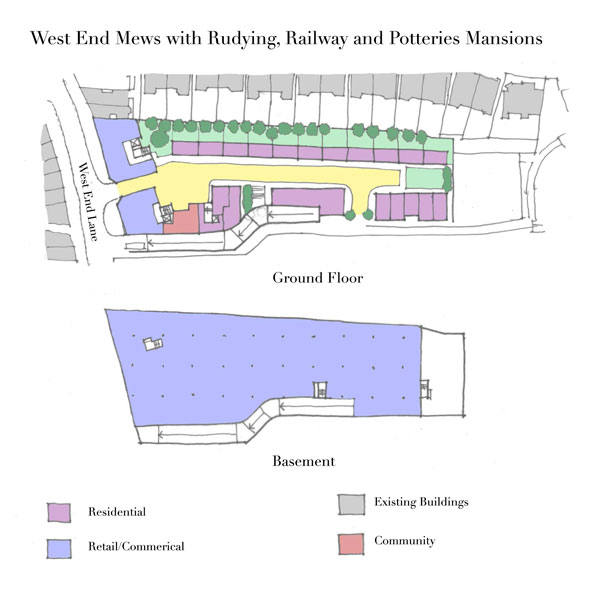 West End Mews with Rudying, Railway and Potteries Mansions
West End Lane
Ground Floor
Basement
Residential
Existing Buildings
Retail/Commerical
Community